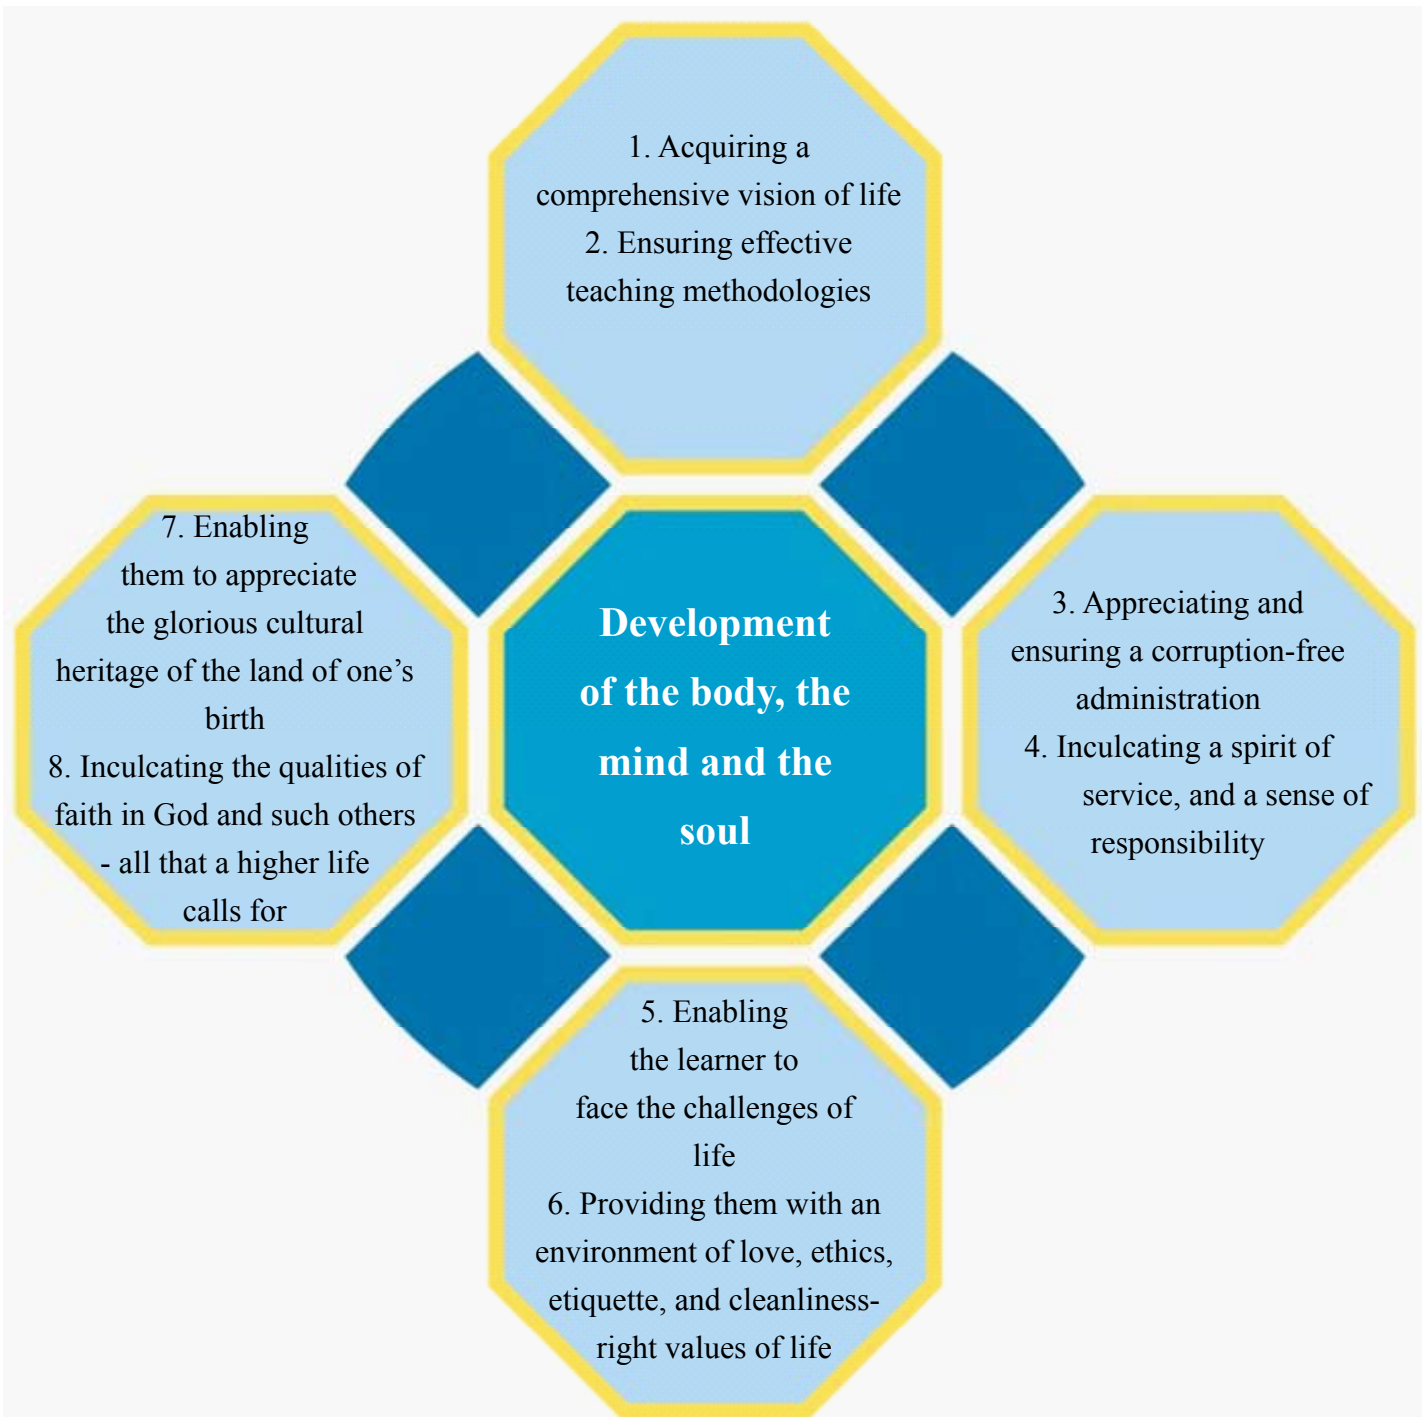 1. Acquiring a
comprehensive vision of life
2. Ensuring effective
teaching methodologies
7. Enabling
them to appreciate
the glorious cultural
heritage of the land of one’s
birth
8. Inculcating the qualities of
faith in God and such others
- all that a higher life
calls for
Development
of the body, the
mind and the
soul
3. Appreciating and
ensuring a corruption-free
administration
4. Inculcating a spirit of
service, and a sense of
responsibility
5. Enabling
the learner to
face the challenges of
life
6. Providing them with an
environment of love, ethics,
etiquette, and cleanliness-
right values of life